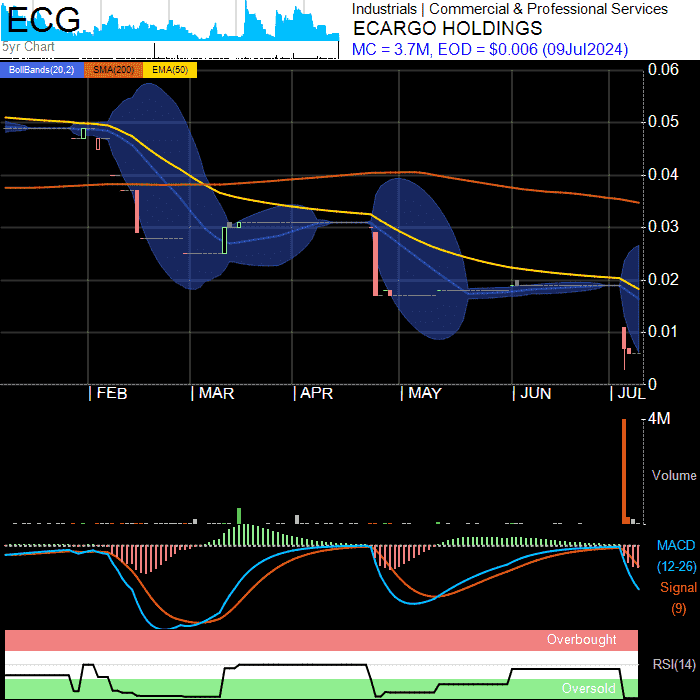 ECG
5yr Chart
Industrials | Commercial & Professional Services
ECARGO HOLDINGS
MC = 3.7M, EOD = $0.006 (09Jul2024)
BollBands(20,2) SMA(200) EMA(50)
0.06
0.05
0.04
0.03
0.02
0.01
0
| FEB | MAR | APR | MAY | JUN | JUL
4M
Volume
MACD
(12-26)
Signal
(9)
Overbought
RSI(14)
Oversold